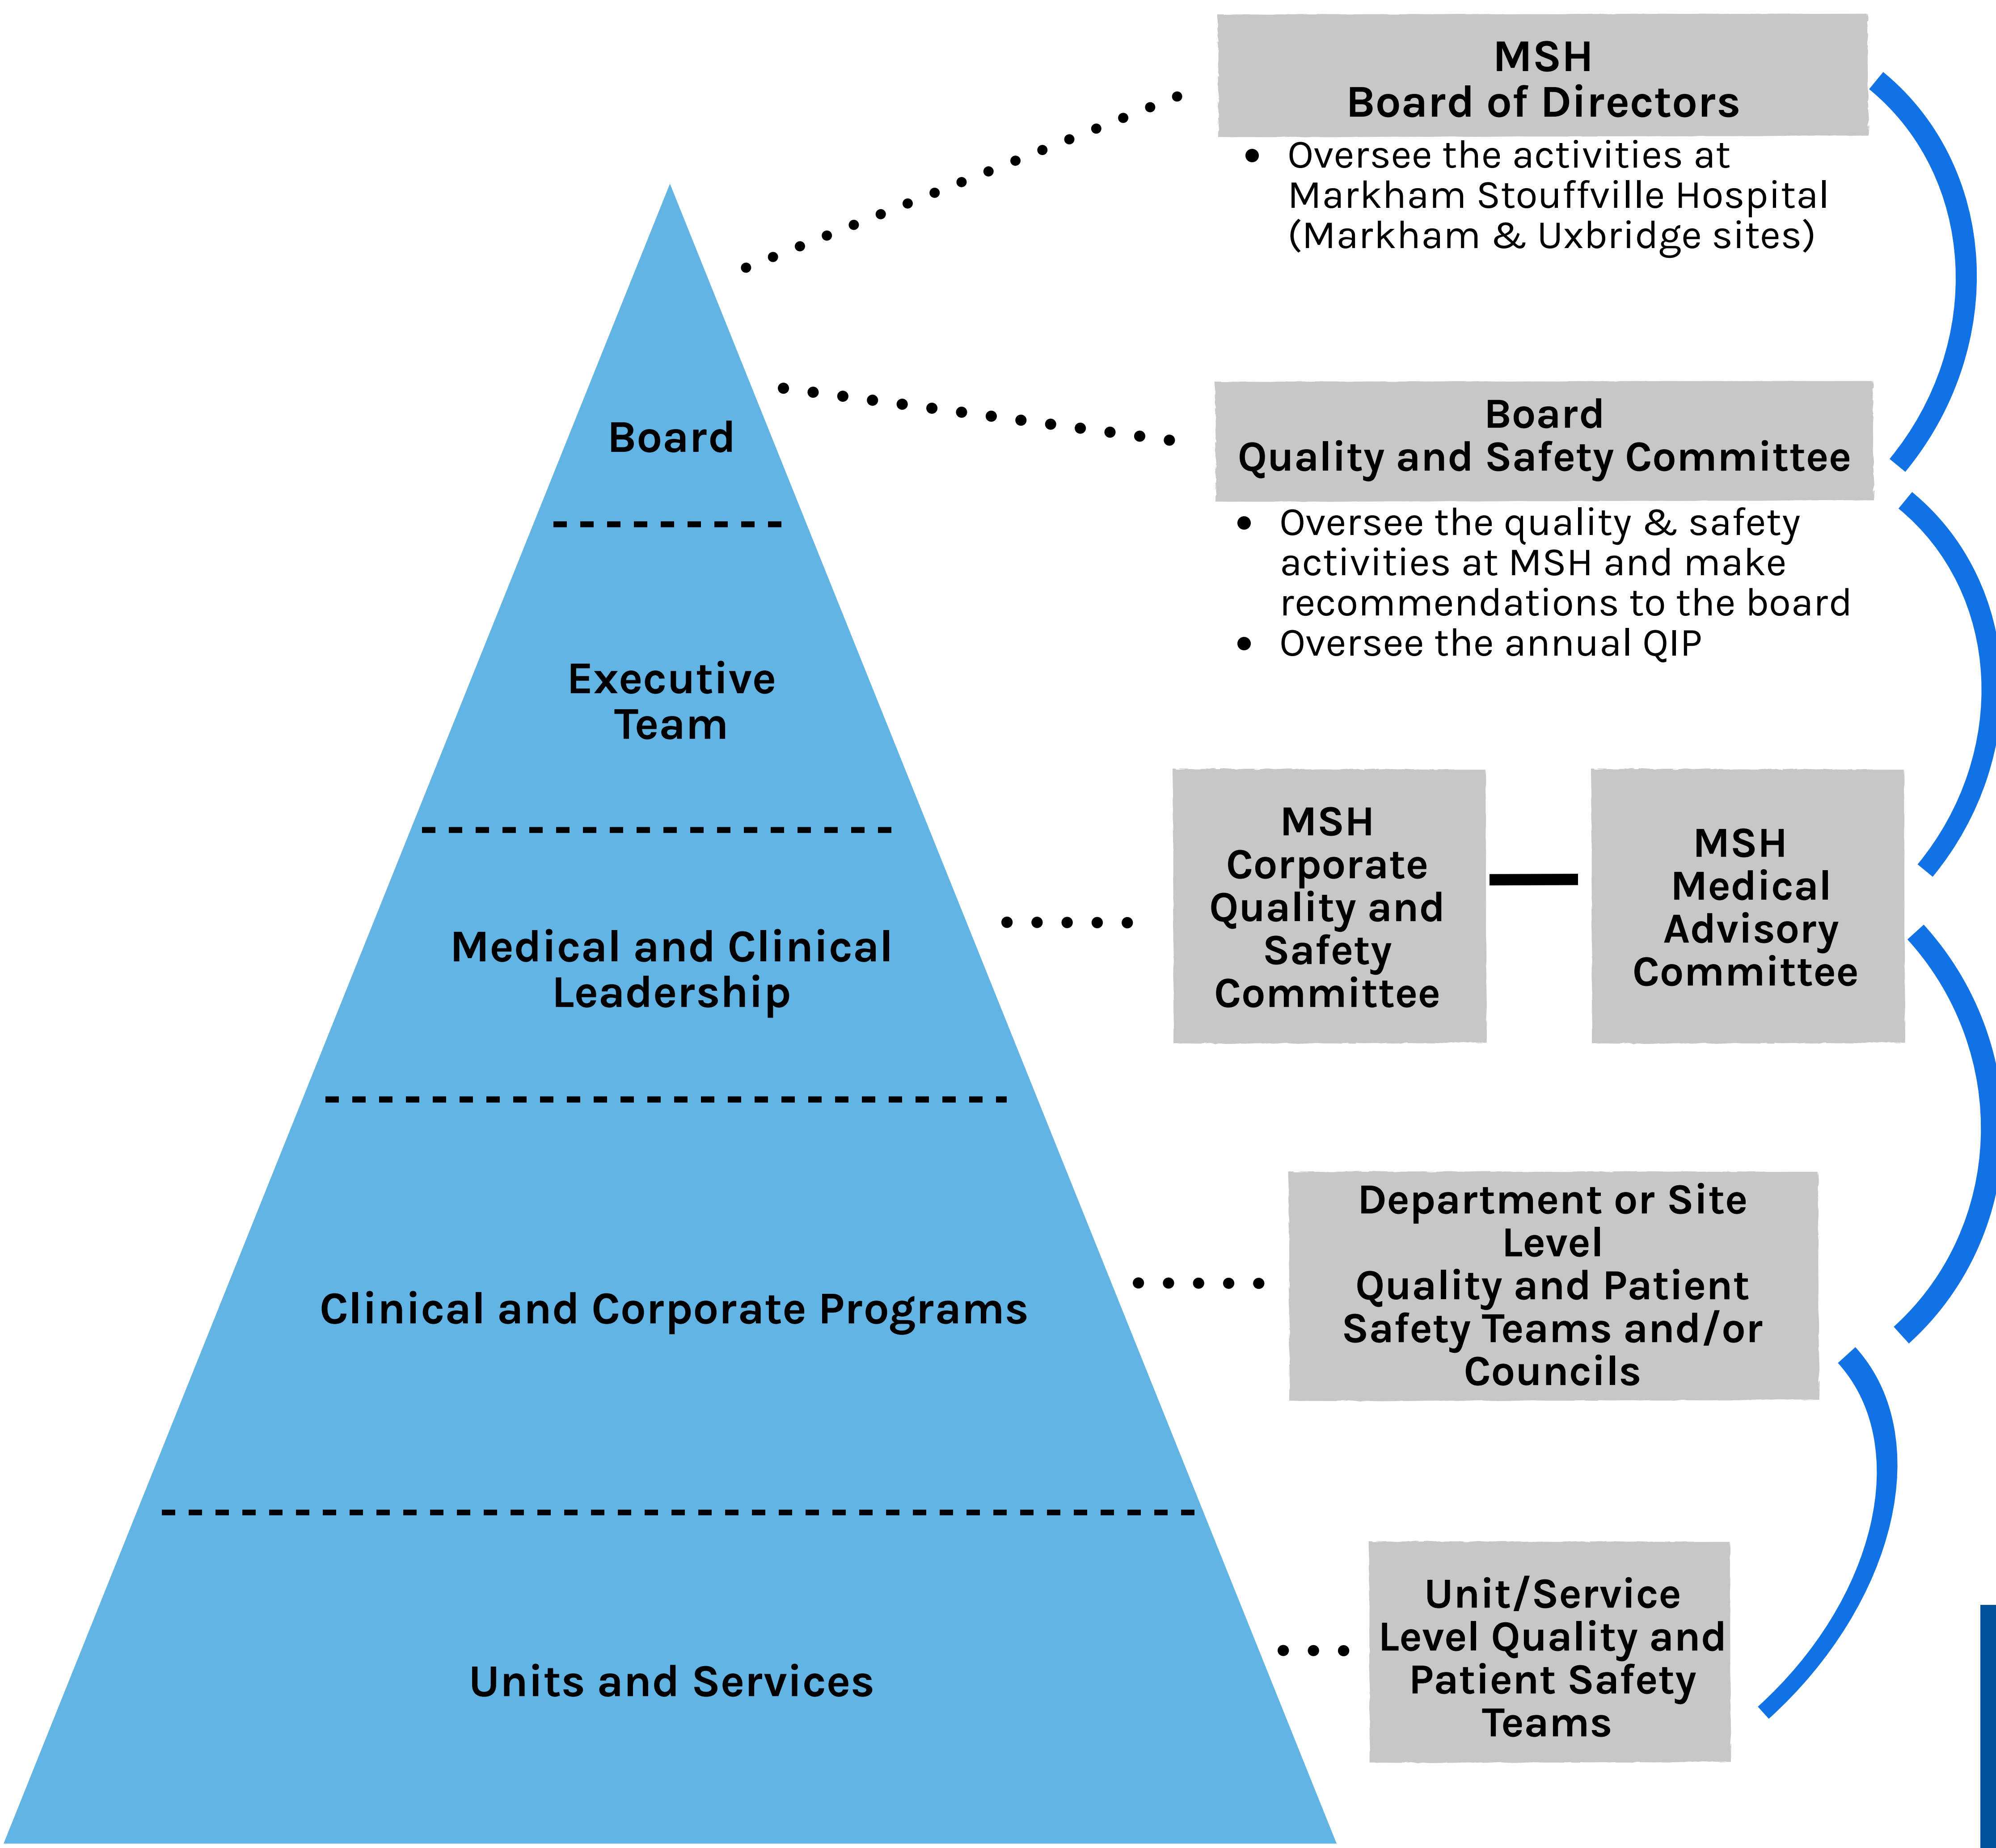 MSH
Board of Directors
• Oversee the activities at
Markham Stouffville Hospital
(Markham & Uxbridge sites)
Board
Board
Quality and Safety Committee
• Oversee the quality & safety
activities at MSH and make
recommendations to the board
• Oversee the annual QIP
Executive
Team
MSH
Corporate
Quality and
Safety
Committee
MSH
Medical
Advisory
Committee
Medical and Clinical
Leadership
Department or Site
Level
Quality and Patient
Safety Teams and/or
Councils
Clinical and Corporate Programs
Unit/Service
Level Quality and
Patient Safety
Teams
Units and Services